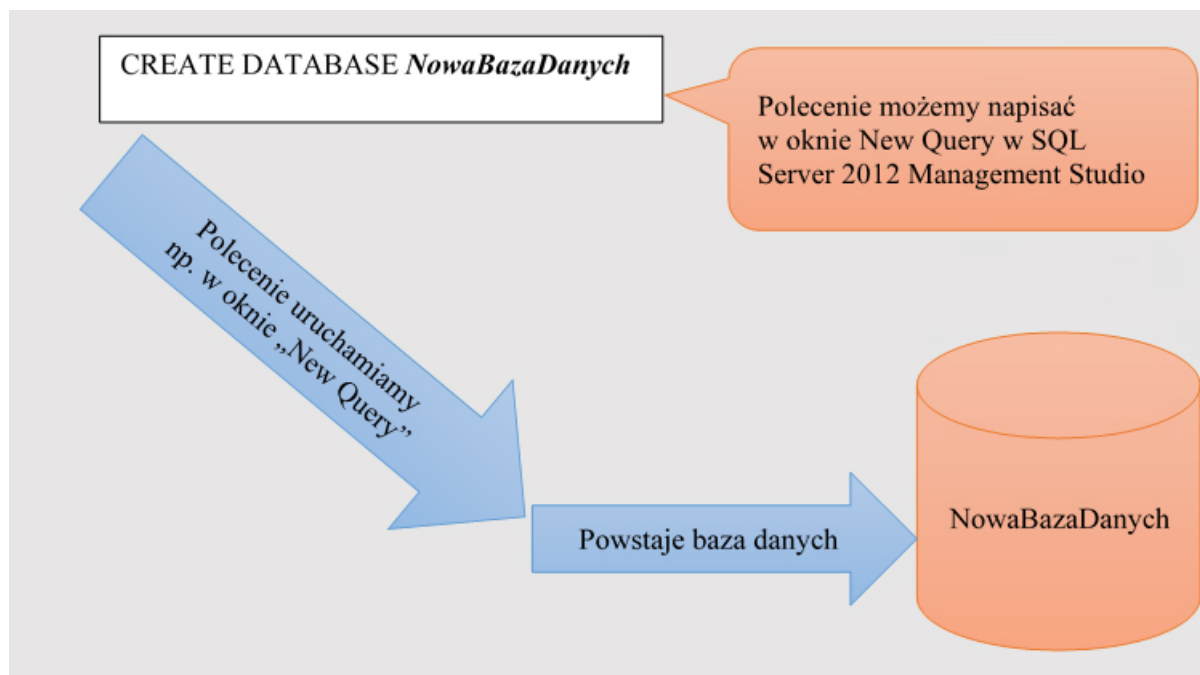 CREATE DATABASE NowaBazaDanych
Polecenie możemy napisać
w oknie New Query w SQL
Server 2012 Management Studio
Polecenie uruchamiamy
np. w oknie „New Query”
Powstaje baza danych
NowaBazaDanych